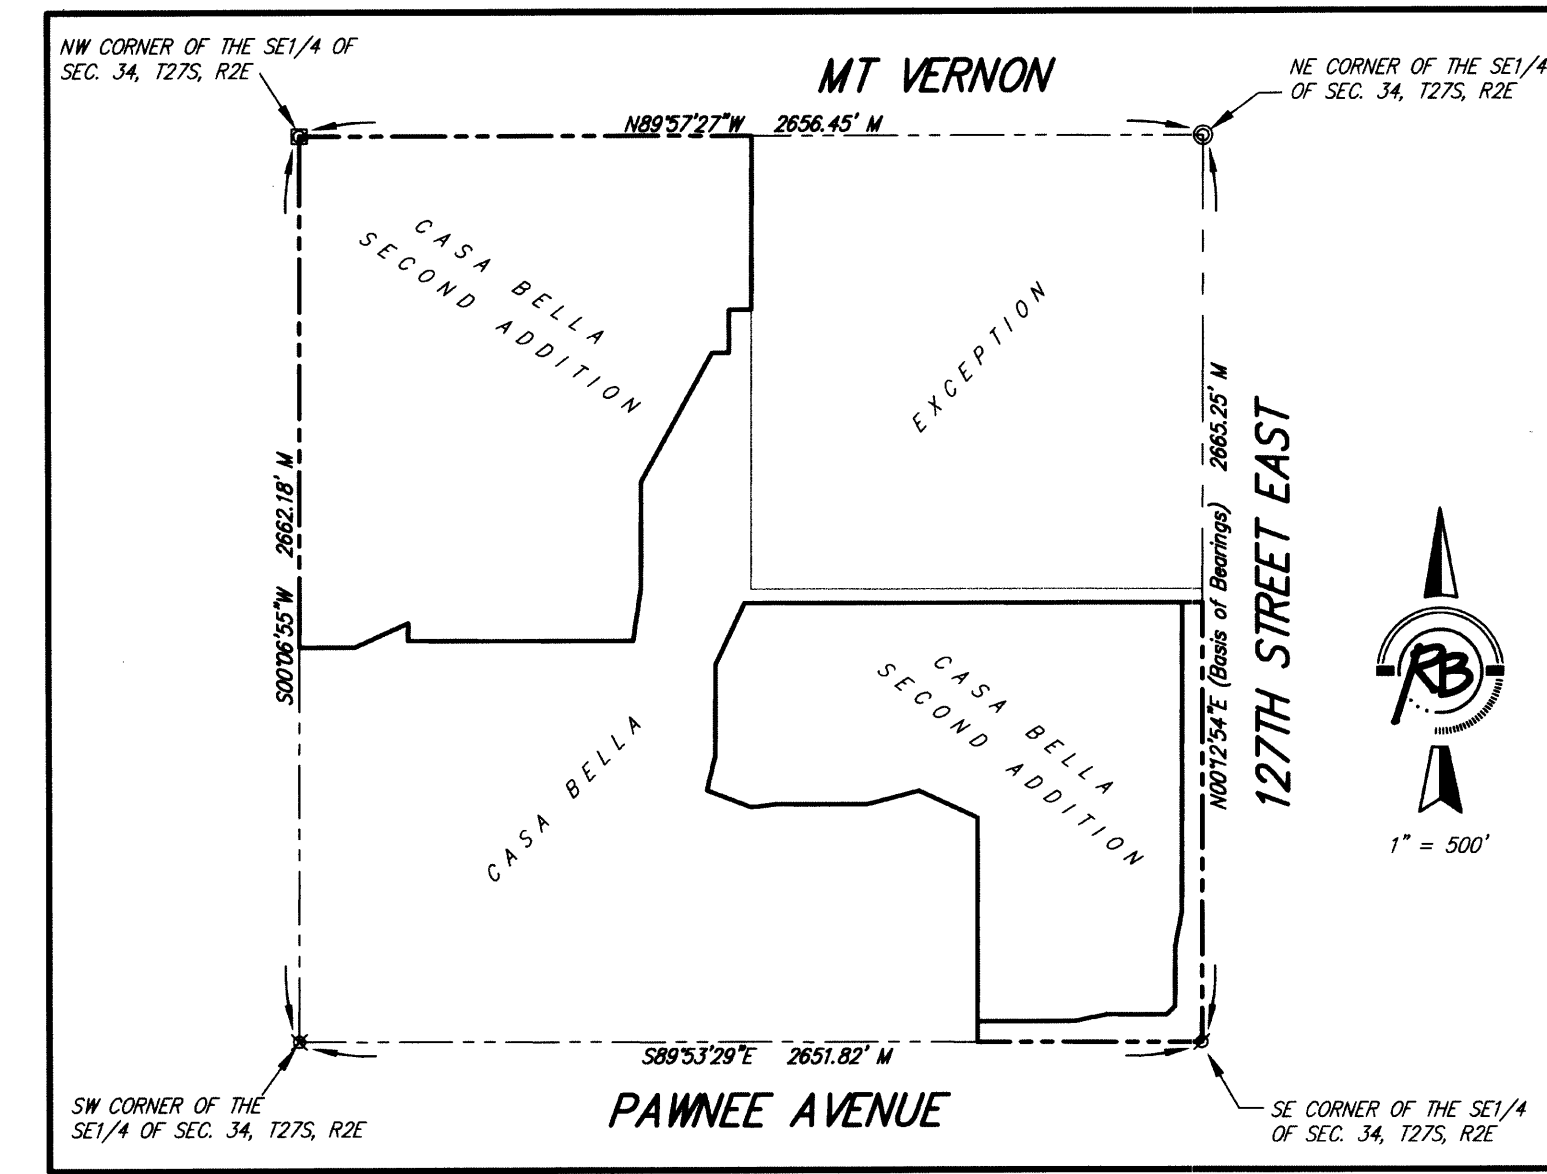 NW CORNER OF THE SE1/4 OF
SEC. 34, T27S, R2E
MT VERNON
NE CORNER OF THE SE1/4
OF SEC. 34, T27S, R2E
N89°57'27"W 2656.45' M
CASA BELLA
SECOND ADDITION
EXCEPTION
S00°06'55"W 2662.18' M
N00°12'54"E (Basis of Bearings) 2665.25' M
127TH STREET EAST
CASA BELLA
SECOND ADDITION
CASA BELLA
RB
1" = 500'
S89°53'29"E 2651.82' M
PAWNEE AVENUE
SW CORNER OF THE
SE1/4 OF SEC. 34, T27S, R2E
SE CORNER OF THE SE1/4
OF SEC. 34, T27S, R2E